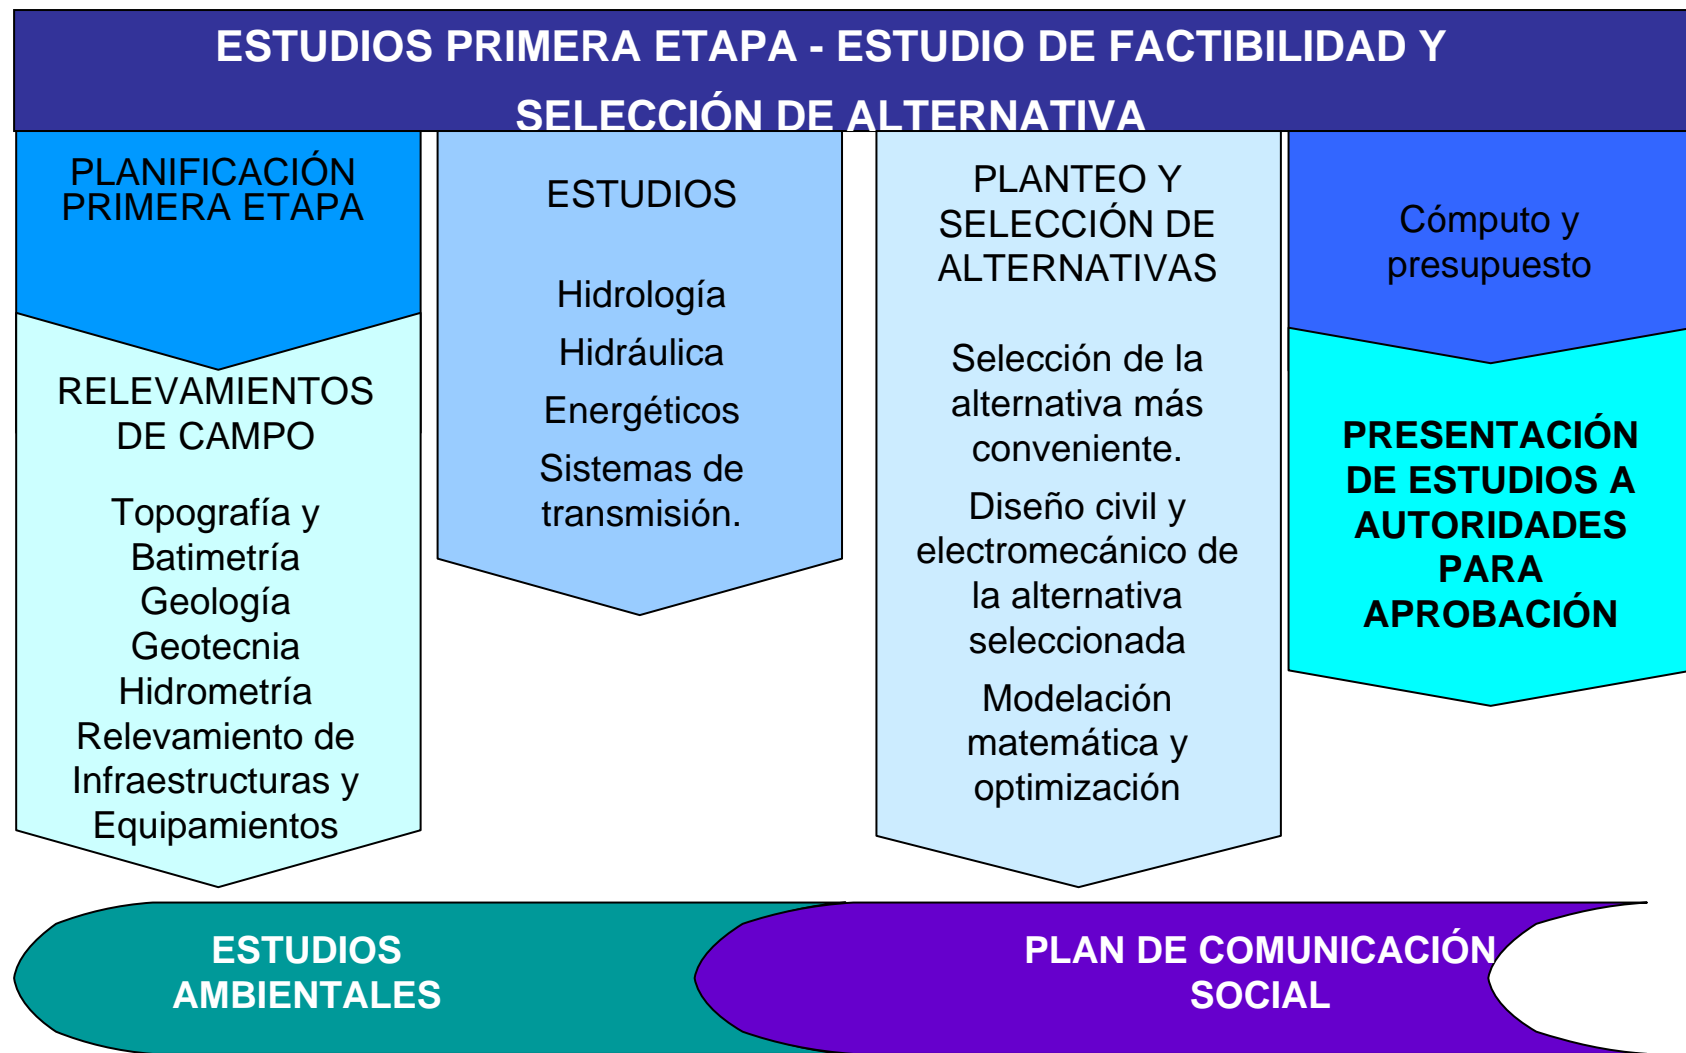 ESTUDIOS PRIMERA ETAPA - ESTUDIO DE FACTIBILIDAD Y
SELECCIÓN DE ALTERNATIVA
PLANIFICACIÓN
PRIMERA ETAPA
RELEVAMIENTOS
DE CAMPO
Topografía y
Batimetría
Geología
Geotecnia
Hidrometría
Relevamiento de
Infraestructuras y
Equipamientos
ESTUDIOS
Hidrología
Hidráulica
Energéticos
Sistemas de
transmisión.
PLANTEO Y
SELECCIÓN DE
ALTERNATIVAS
Selección de la
alternativa más
conveniente.
Diseño civil y
electromecánico de
la alternativa
seleccionada
Modelación
matemática y
optimización
Cómputo y
presupuesto
PRESENTACIÓN
DE ESTUDIOS A
AUTORIDADES
PARA
APROBACIÓN
ESTUDIOS
AMBIENTALES
PLAN DE COMUNICACIÓN
SOCIAL